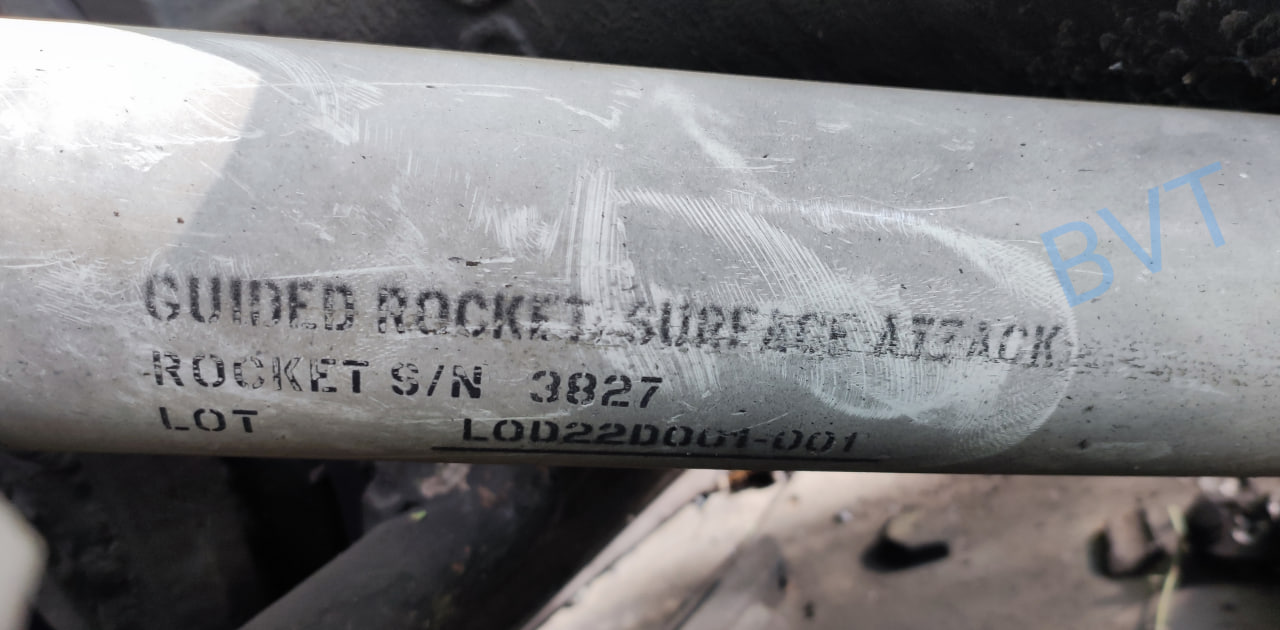 GUIDED ROCKET, SURFACE ATTACK
ROCKET S/N 3827
LOT LOD22D001-001
BVT